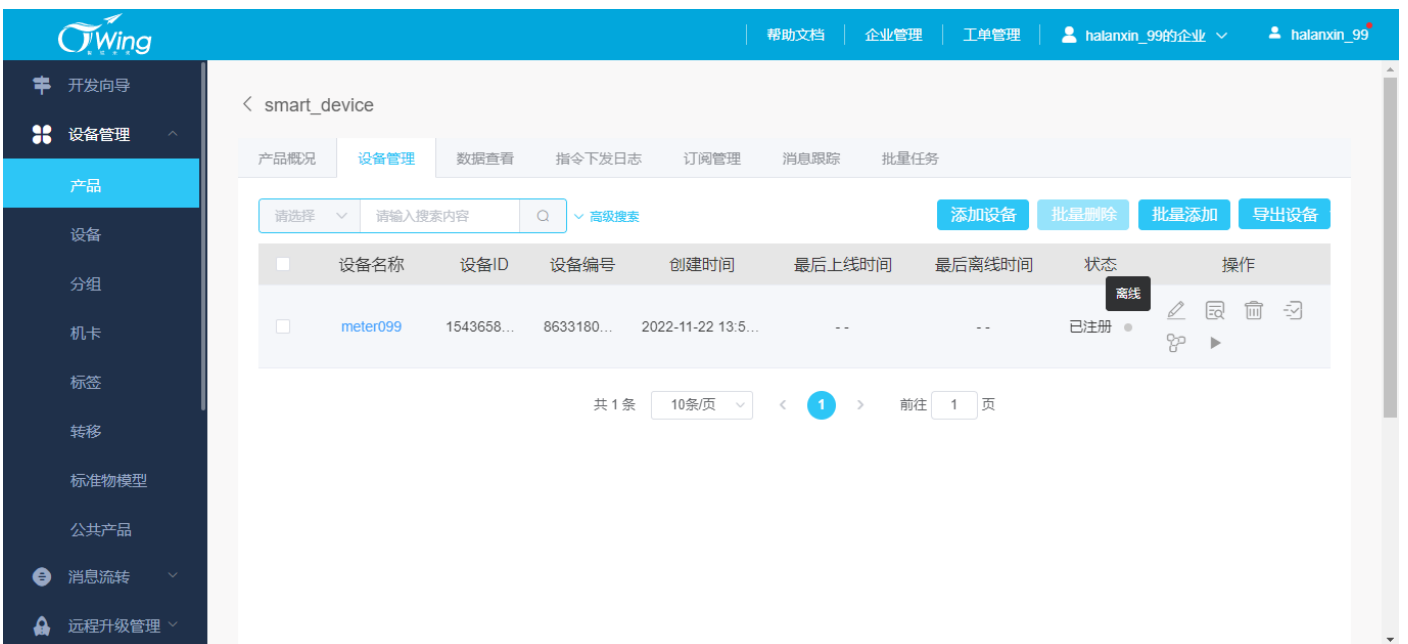 Wing
帮助文档 企业管理 工单管理 halanxin_99的企业 halanxin_99
开发向导
设备管理
产品
设备
分组
机卡
标签
转移
标准物模型
公共产品
消息流转
远程升级管理
smart_device
产品概况 设备管理 数据查看 指令下发日志 订阅管理 消息跟踪 批量任务
请选择 请输入搜索内容 高级搜索 添加设备 批量删除 批量添加 导出设备
设备名称 设备ID 设备编号 创建时间 最后上线时间 最后离线时间 状态 操作
离线
meter099 1543658... 8633180... 2022-11-22 13:5... - - - - 已注册
共 1 条 10条/页 1 前往 1 页